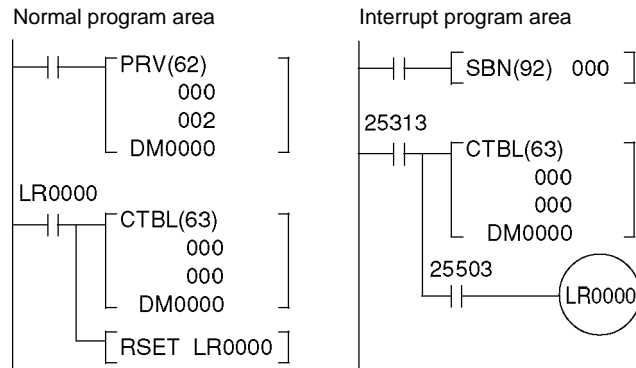 Normal program area
PRV(62)
000
002
DM0000
LR0000
CTBL(63)
000
000
DM0000
RSET LR0000
Interrupt program area
SBN(92) 000
25313
CTBL(63)
000
000
DM0000
25503
LR0000